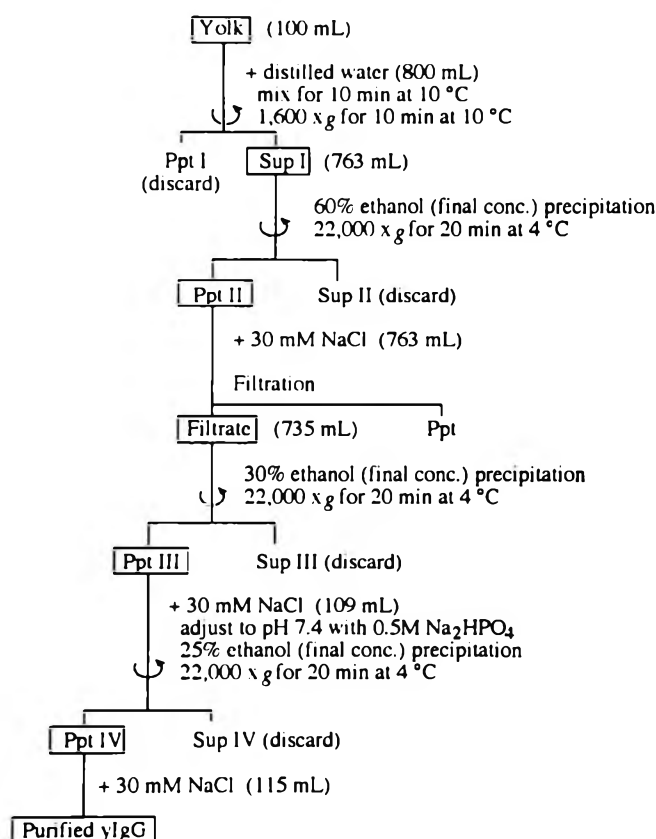 Yolk (100 mL)
+ distilled water (800 mL)
mix for 10 min at 10 °C
1,600 x g for 10 min at 10 °C
Ppt I Sup I (763 mL)
(discard)
60% ethanol (final conc.) precipitation
22,000 x g for 20 min at 4 °C
Ppt II Sup II (discard)
+ 30 mM NaCl (763 mL)
Filtration
Filtrate (735 mL) Ppt
30% ethanol (final conc.) precipitation
22,000 x g for 20 min at 4 °C
Ppt III Sup III (discard)
+ 30 mM NaCl (109 mL)
adjust to pH 7.4 with 0.5M Na₂HPO₄
25% ethanol (final conc.) precipitation
22,000 x g for 20 min at 4 °C
Ppt IV Sup IV (discard)
+ 30 mM NaCl (115 mL)
Purified yIgG